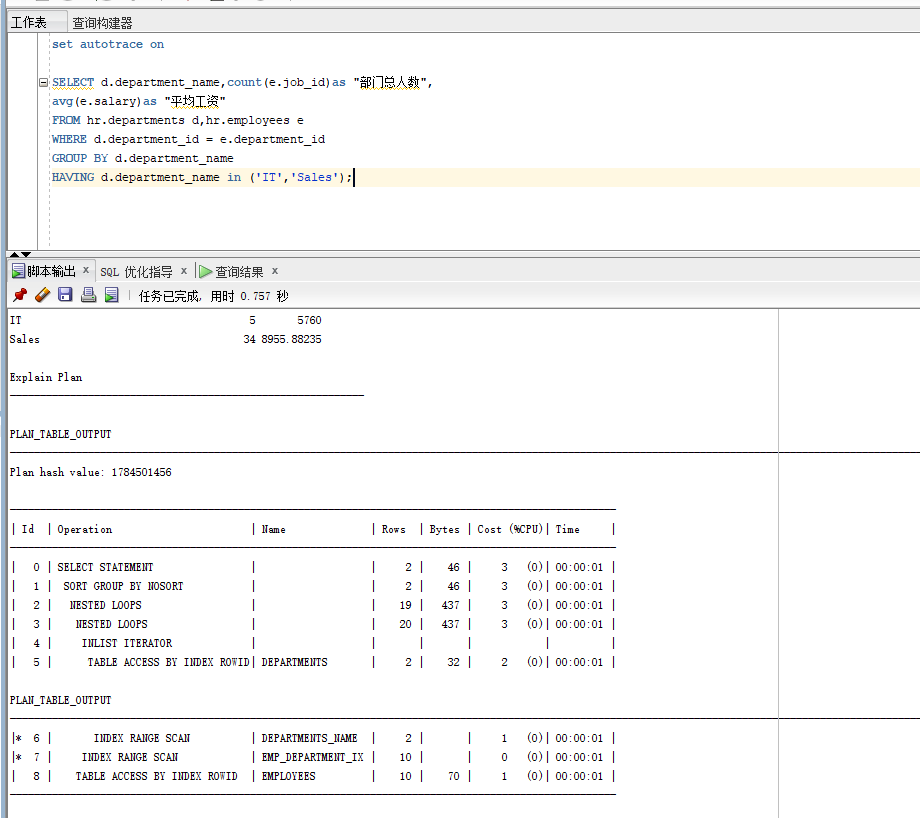 工作表 查询构建器
set autotrace on
SELECT d.department_name,count(e.job_id)as "部门总人数",
avg(e.salary)as "平均工资"
FROM hr.departments d,hr.employees e
WHERE d.department_id = e.department_id
GROUP BY d.department_name
HAVING d.department_name in ('IT','Sales');
脚本输出 x SQL 优化指导 x 查询结果 x
任务已完成, 用时 0.757 秒
IT 5 5760
Sales 34 8955.88235
Explain Plan
PLAN_TABLE_OUTPUT
Plan hash value: 1784501456
| Id | Operation | Name | Rows | Bytes | Cost (%CPU)| Time |
| 0 | SELECT STATEMENT | | 2 | 46 | 3 (0)| 00:00:01 |
| 1 | SORT GROUP BY NOSORT | | 2 | 46 | 3 (0)| 00:00:01 |
| 2 | NESTED LOOPS | | 19 | 437 | 3 (0)| 00:00:01 |
| 3 | NESTED LOOPS | | 20 | 437 | 3 (0)| 00:00:01 |
| 4 | INLIST ITERATOR | | | | | |
| 5 | TABLE ACCESS BY INDEX ROWID| DEPARTMENTS | 2 | 32 | 2 (0)| 00:00:01 |
PLAN_TABLE_OUTPUT
|* 6 | INDEX RANGE SCAN | DEPARTMENTS_NAME | 2 | | 1 (0)| 00:00:01 |
|* 7 | INDEX RANGE SCAN | EMP_DEPARTMENT_IX | 10 | | 0 (0)| 00:00:01 |
| 8 | TABLE ACCESS BY INDEX ROWID | EMPLOYEES | 10 | 70 | 1 (0)| 00:00:01 |